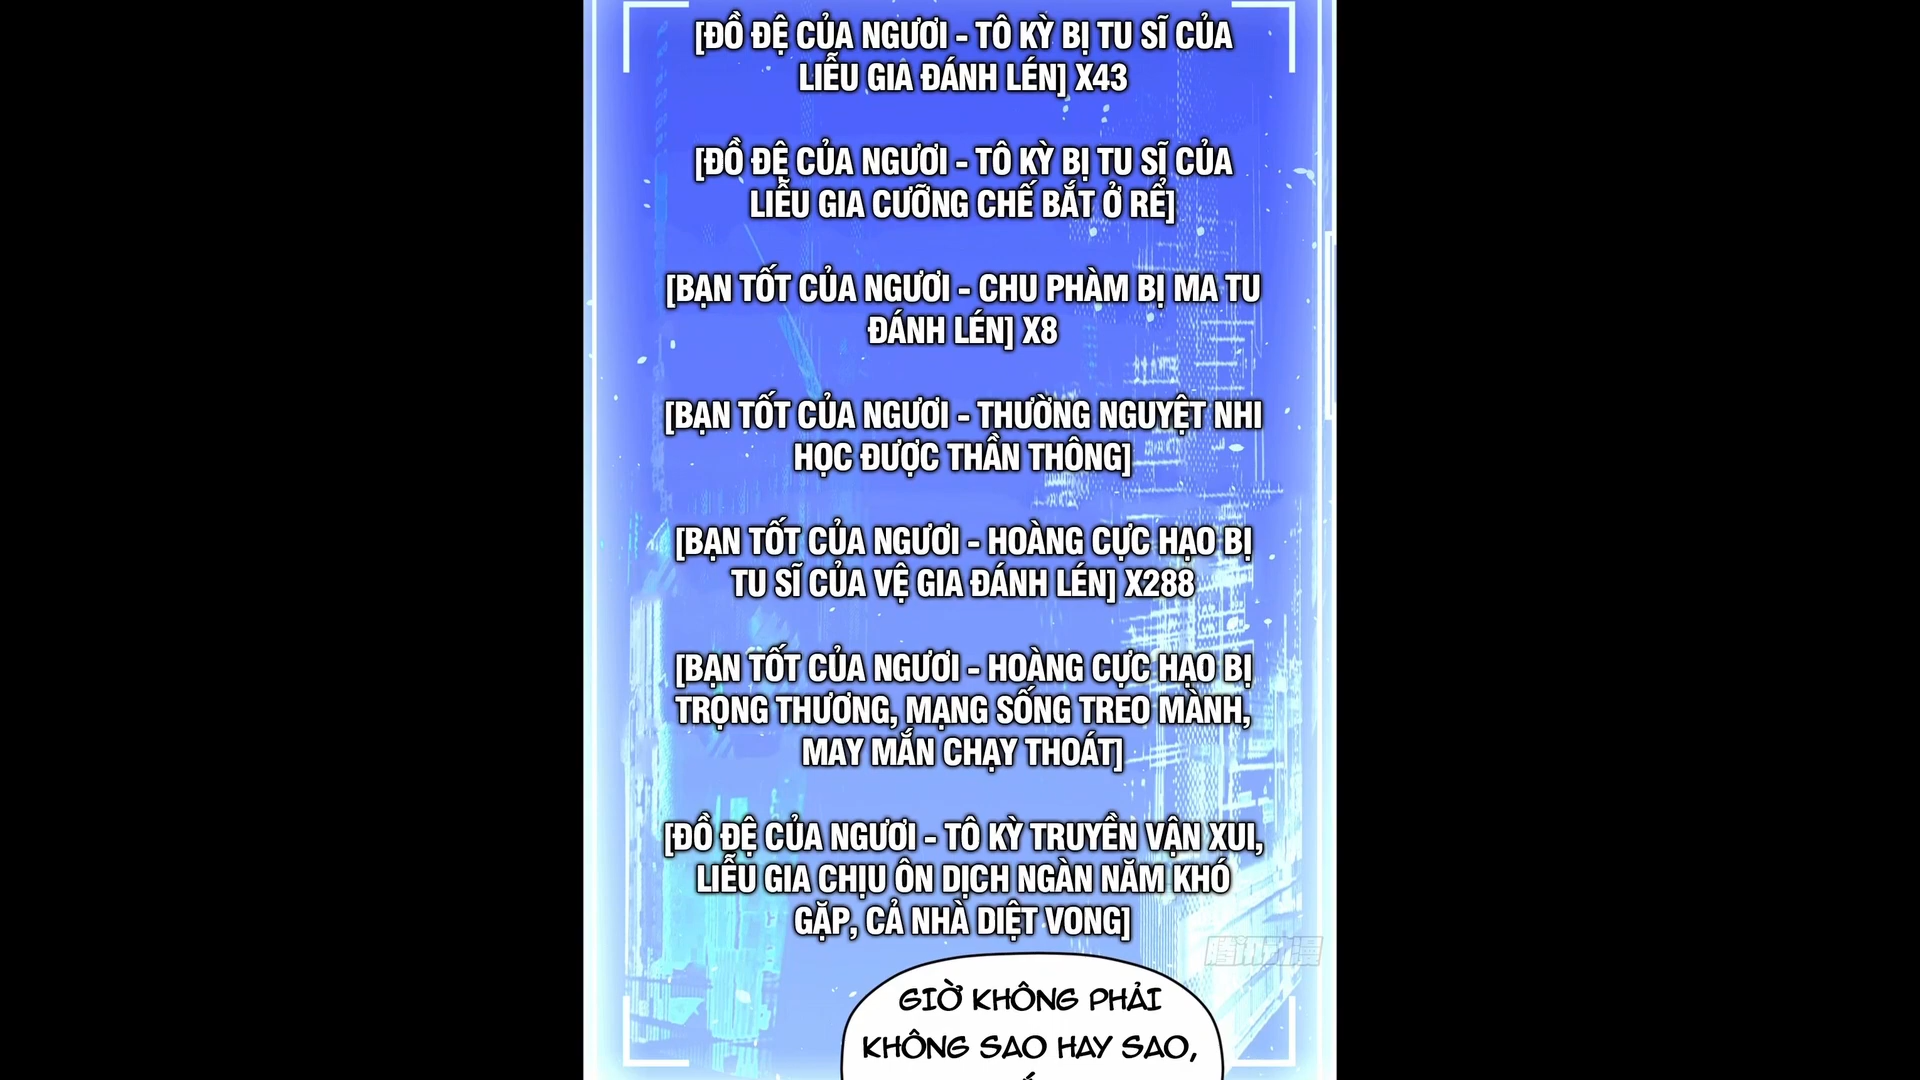 [ĐỒ ĐỆ CỦA NGƯƠI - TÔ KỲ BỊ TU SĨ CỦA
LIỄU GIA ĐÁNH LÉN] X43
[ĐỒ ĐỆ CỦA NGƯƠI - TÔ KỲ BỊ TU SĨ CỦA
LIỄU GIA CƯỠNG CHẾ BẮT Ở RỂ]
[BẠN TỐT CỦA NGƯƠI - CHU PHÀM BỊ MA TU
ĐÁNH LÉN] X8
[BẠN TỐT CỦA NGƯƠI - THƯỜNG NGUYỆT NHI
HỌC ĐƯỢC THẦN THÔNG]
[BẠN TỐT CỦA NGƯƠI - HOÀNG CỰC HẠO BỊ
TU SĨ CỦA VỆ GIA ĐÁNH LÉN] X288
[BẠN TỐT CỦA NGƯƠI - HOÀNG CỰC HẠO BỊ
TRỌNG THƯƠNG, MẠNG SỐNG TREO MÀNH,
MAY MẮN CHẠY THOÁT]
[ĐỒ ĐỆ CỦA NGƯƠI - TÔ KỲ TRUYỀN VẬN XUI,
LIỄU GIA CHỊU ÔN DỊCH NGÀN NĂM KHÓ
GẶP, CẢ NHÀ DIỆT VONG]
腾讯动漫
GIỜ KHÔNG PHẢI
KHÔNG SAO HAY SAO,